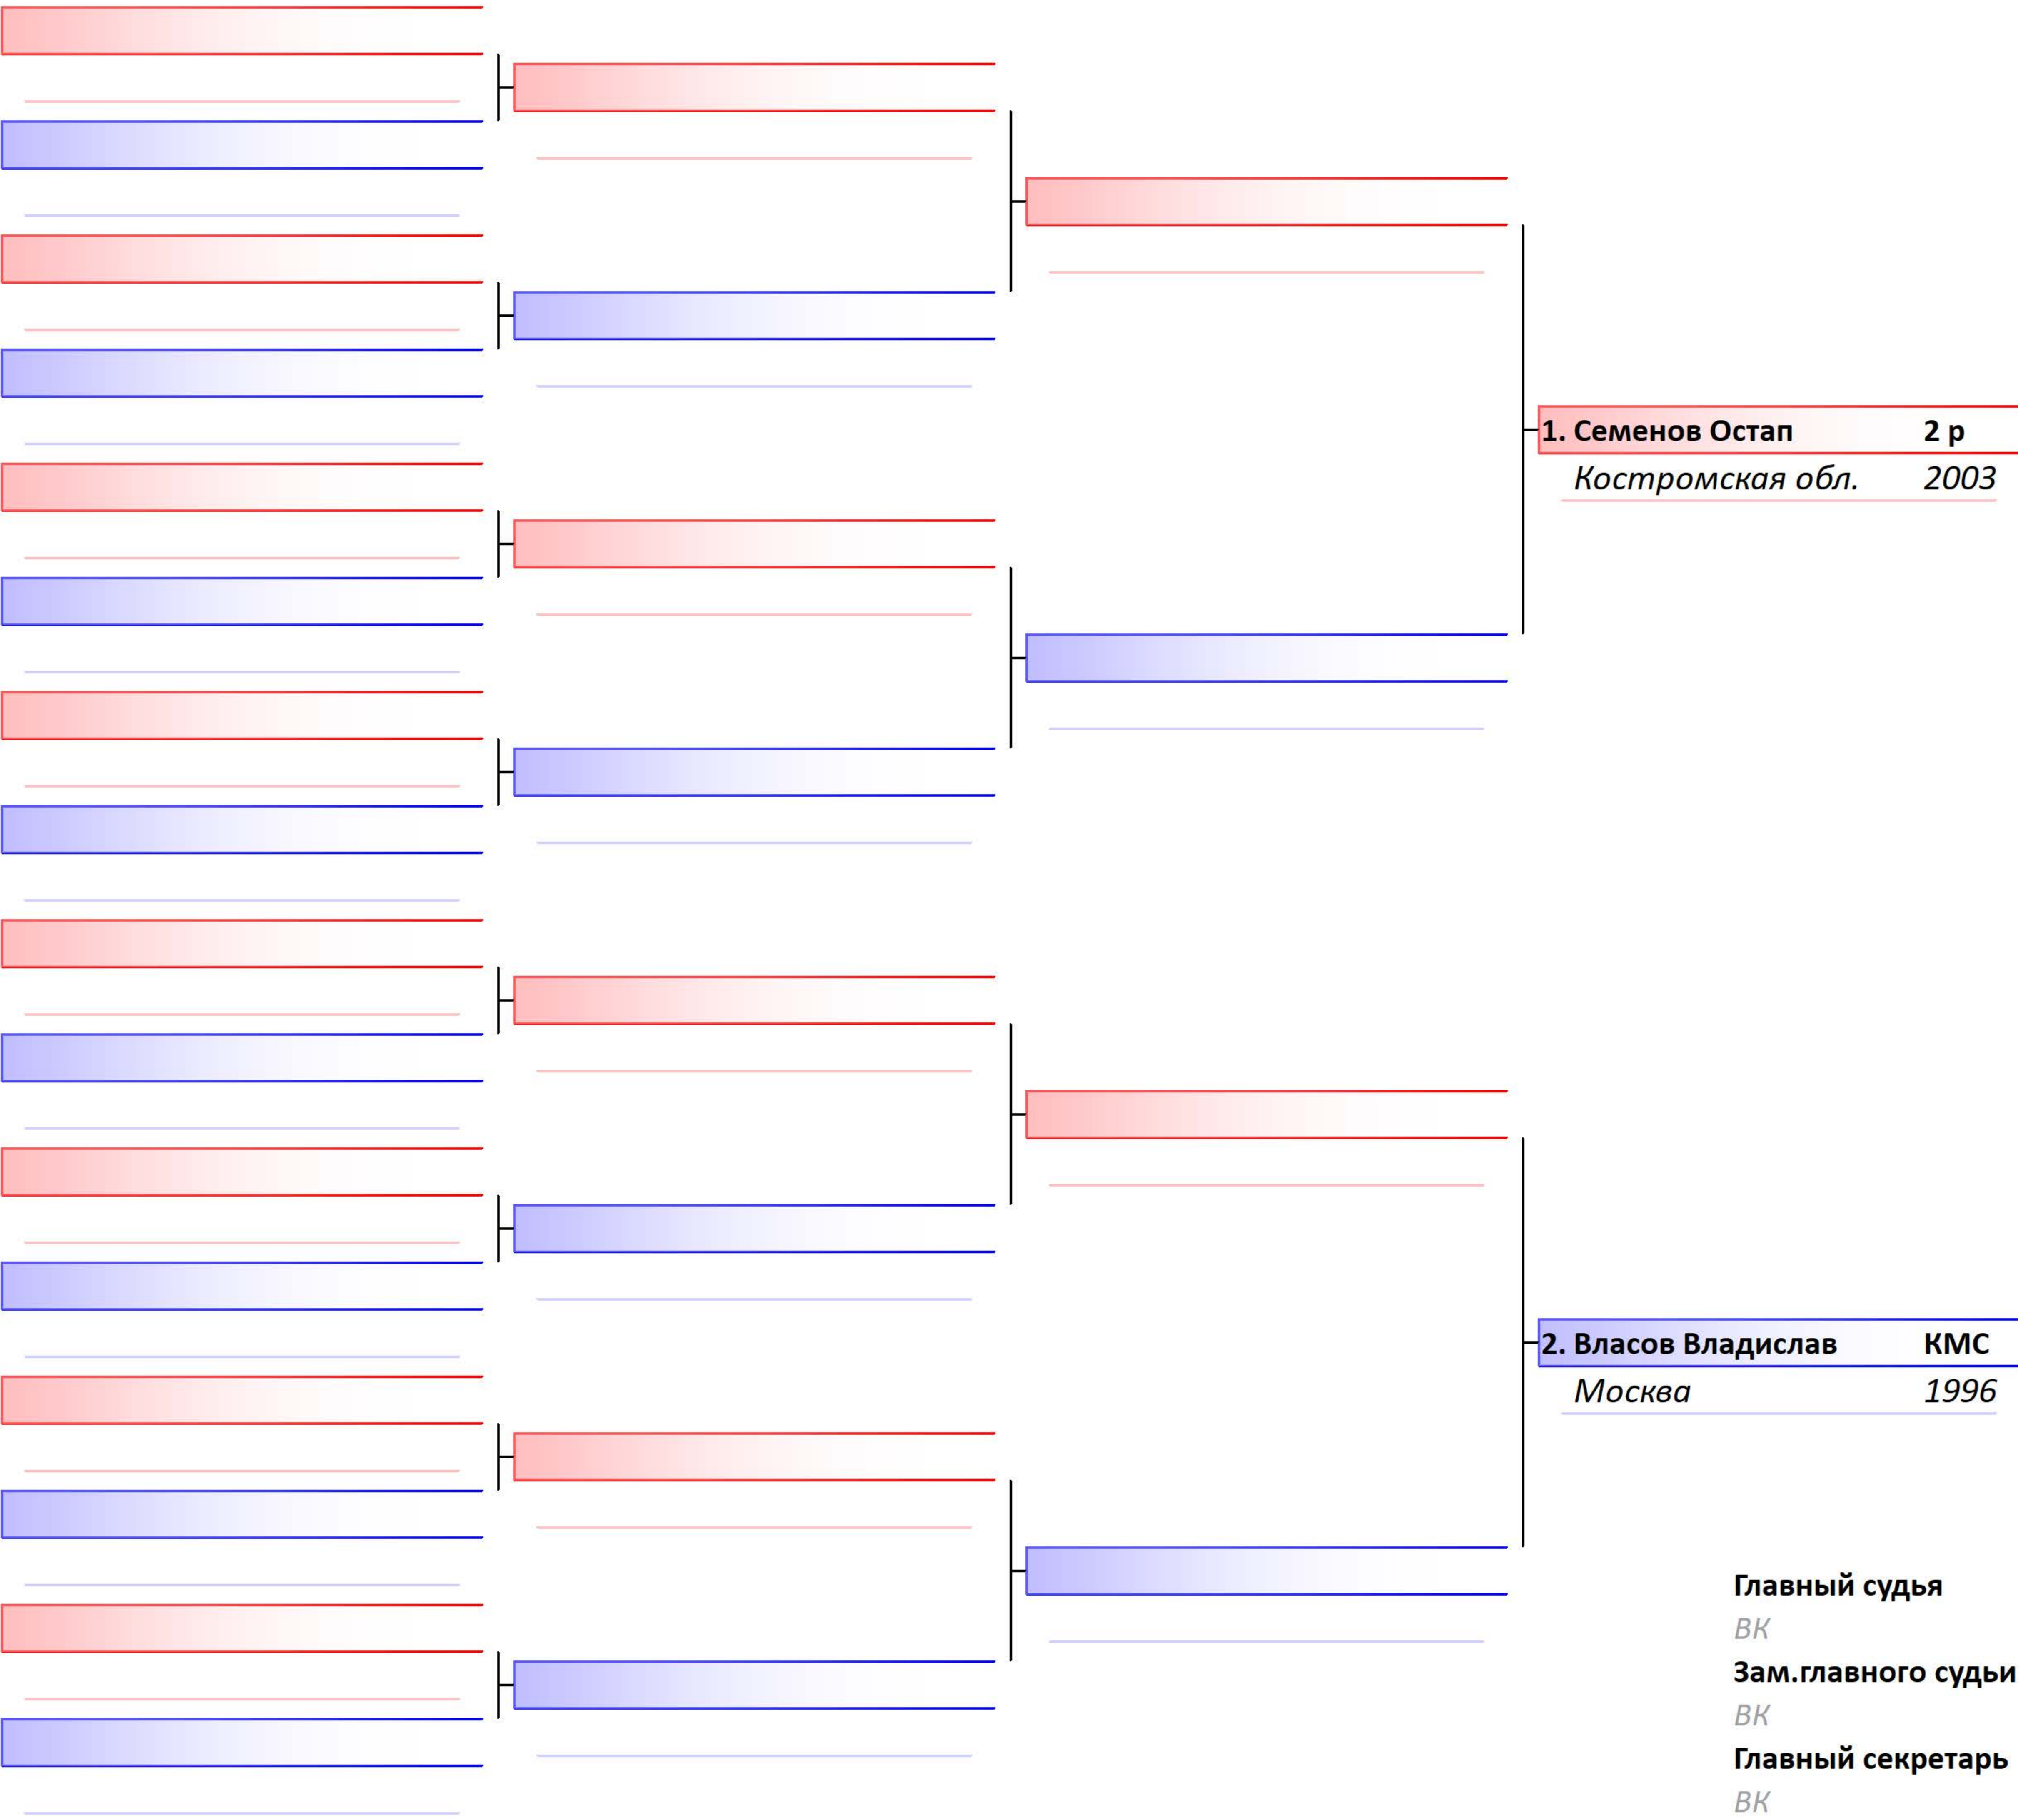 1. Семенов Остап 2 р
Костромская обл. 2003
2. Власов Владислав КМС
Москва 1996
Главный судья
ВК
Зам.главного судьи
ВК
Главный секретарь
ВК